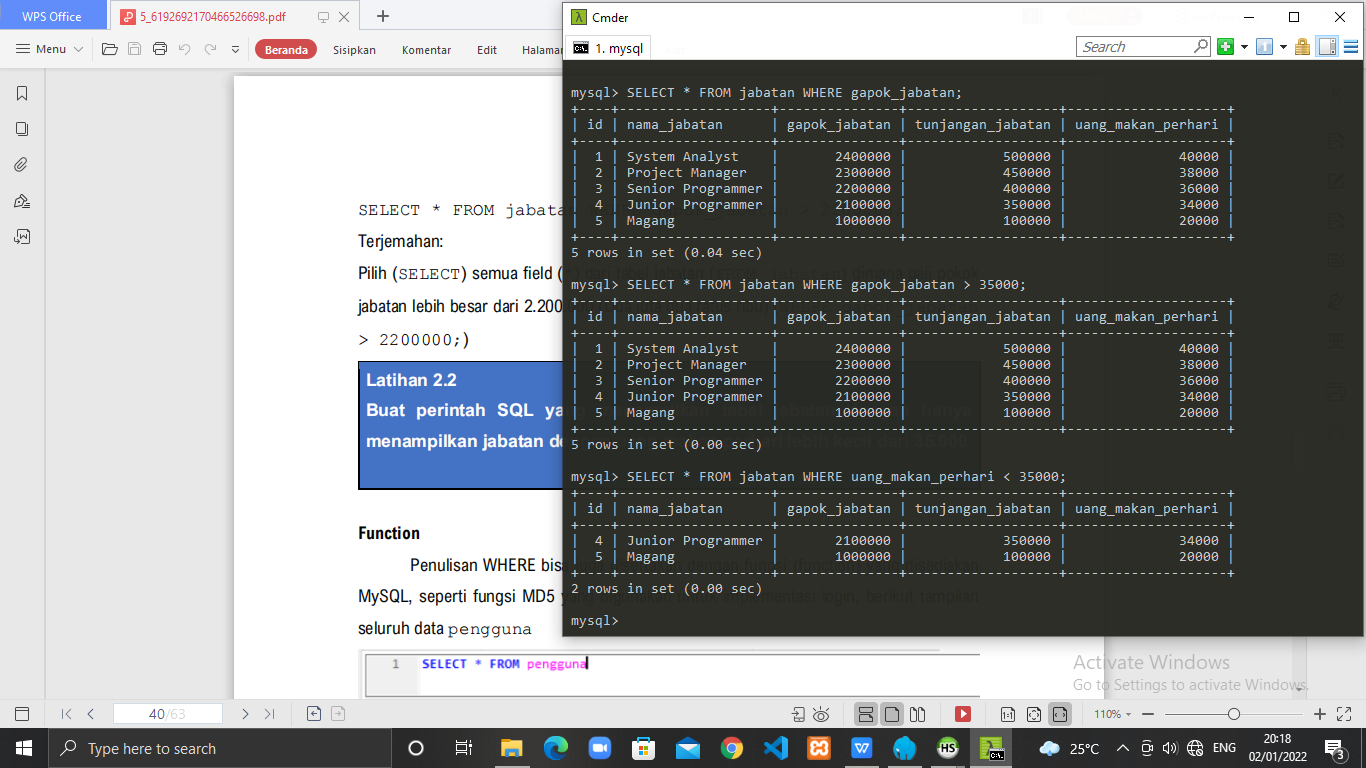 WPS Office
5_6192692170466526698.pdf
Menu
Beranda
Sisipkan
Komentar
Edit
Halaman
SELECT * FROM jabatan
Terjemahan:
Pilih (SELECT) semua field (
jabatan lebih besar dari 2.200
> 2200000;)
Latihan 2.2
Buat perintah SQL
menampilkan jabatan
Function
Penulisan WHERE bisa
MySQL, seperti fungsi MD5
seluruh data pengguna
1 SELECT * FROM pengguna
Cmder
1. mysql
Search
mysql> SELECT * FROM jabatan WHERE gapok_jabatan;
+----+-------------------+---------------+-------------------+--------------------+
| id | nama_jabatan      | gapok_jabatan | tunjangan_jabatan | uang_makan_perhari |
+----+-------------------+---------------+-------------------+--------------------+
|  1 | System Analyst    |       2400000 |            500000 |              40000 |
|  2 | Project Manager   |       2300000 |            450000 |              38000 |
|  3 | Senior Programmer |       2200000 |            400000 |              36000 |
|  4 | Junior Programmer |       2100000 |            350000 |              34000 |
|  5 | Magang            |       1000000 |            100000 |              20000 |
+----+-------------------+---------------+-------------------+--------------------+
5 rows in set (0.04 sec)
mysql> SELECT * FROM jabatan WHERE gapok_jabatan > 35000;
+----+-------------------+---------------+-------------------+--------------------+
| id | nama_jabatan      | gapok_jabatan | tunjangan_jabatan | uang_makan_perhari |
+----+-------------------+---------------+-------------------+--------------------+
|  1 | System Analyst    |       2400000 |            500000 |              40000 |
|  2 | Project Manager   |       2300000 |            450000 |              38000 |
|  3 | Senior Programmer |       2200000 |            400000 |              36000 |
|  4 | Junior Programmer |       2100000 |            350000 |              34000 |
|  5 | Magang            |       1000000 |            100000 |              20000 |
+----+-------------------+---------------+-------------------+--------------------+
5 rows in set (0.00 sec)
mysql> SELECT * FROM jabatan WHERE uang_makan_perhari < 35000;
+----+-------------------+---------------+-------------------+--------------------+
| id | nama_jabatan      | gapok_jabatan | tunjangan_jabatan | uang_makan_perhari |
+----+-------------------+---------------+-------------------+--------------------+
|  4 | Junior Programmer |       2100000 |            350000 |              34000 |
|  5 | Magang            |       1000000 |            100000 |              20000 |
+----+-------------------+---------------+-------------------+--------------------+
2 rows in set (0.00 sec)
mysql>
Activate Windows
Go to Settings to activate Windows.
40/63
110%
Type here to search
25°C
ENG
20:18
02/01/2022
3